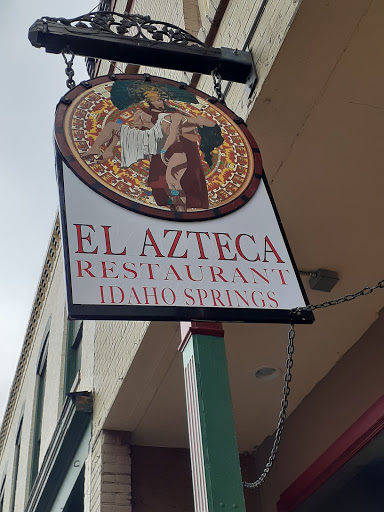 EL AZTECA
RESTAURANT
IDAHO SPRINGS